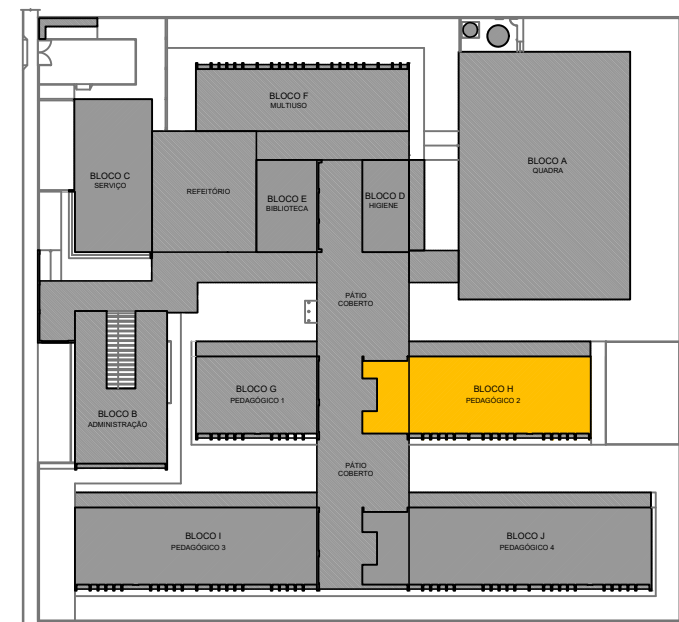 BLOCO F
MULTIUSO
BLOCO A
QUADRA
BLOCO C
SERVIÇO
REFEITÓRIO
BLOCO E
BIBLIOTECA
BLOCO D
HIGIENE
PÁTIO
COBERTO
BLOCO G
PEDAGÓGICO 1
BLOCO H
PEDAGÓGICO 2
BLOCO B
ADMINISTRAÇÃO
PÁTIO
COBERTO
BLOCO I
PEDAGÓGICO 3
BLOCO J
PEDAGÓGICO 4